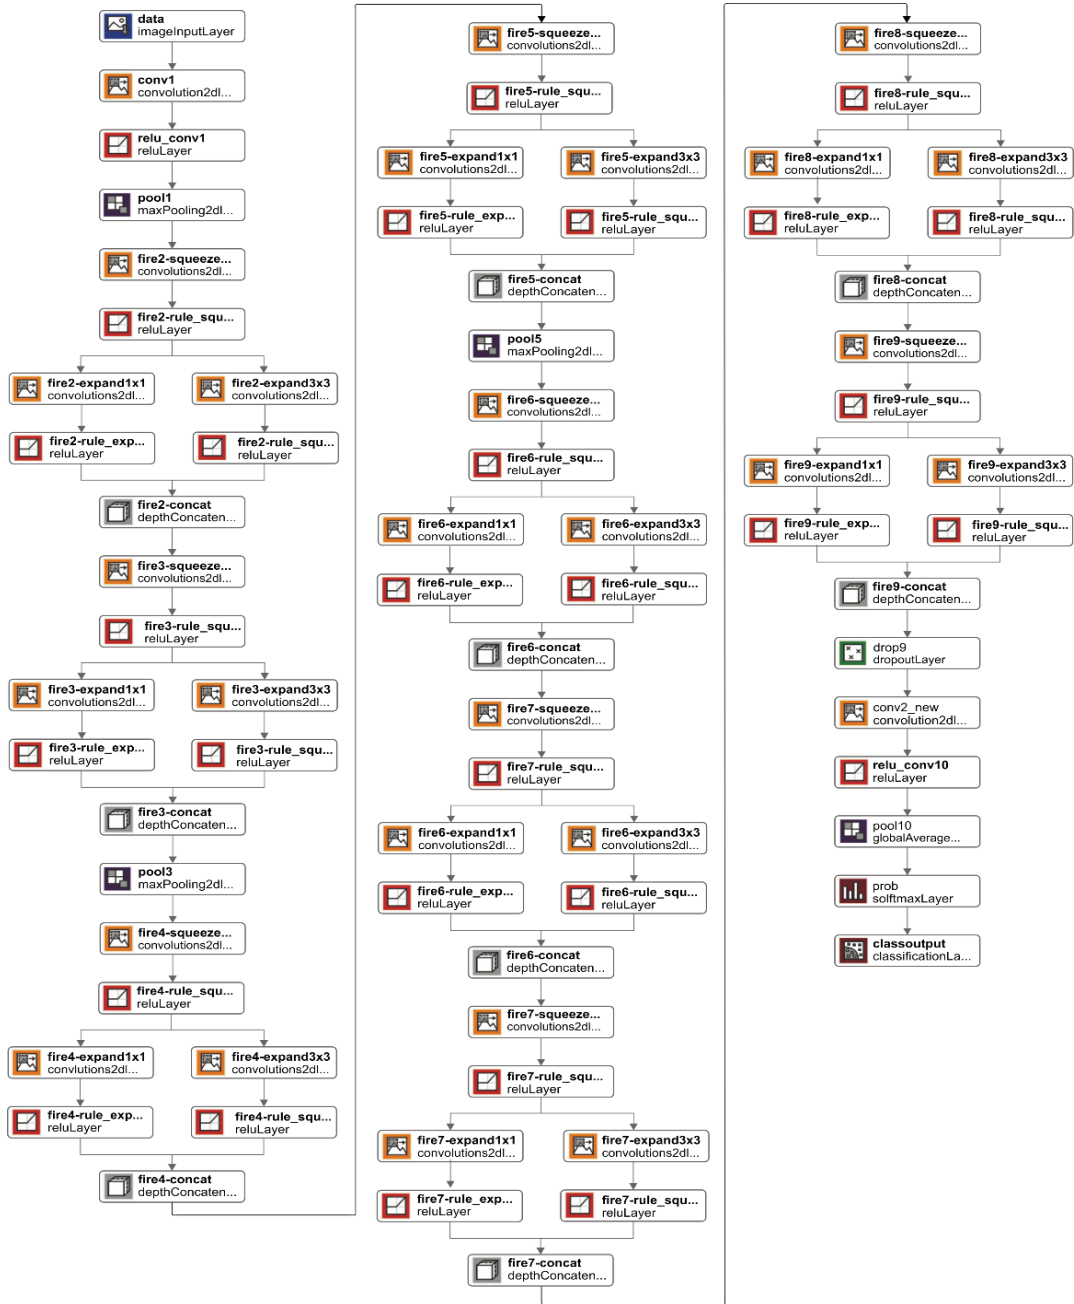 data
imageInputLayer
conv1
convolution2dl...
relu_conv1
reluLayer
pool1
maxPooling2dl...
fire2-squeeze...
convolutions2dl...
fire2-rule_squ...
reluLayer
fire2-expand1x1
convolutions2dl...
fire2-expand3x3
convolutions2dl...
fire2-rule_exp...
reluLayer
fire2-rule_squ...
reluLayer
fire2-concat
depthConcaten...
fire3-squeeze...
convolutions2dl...
fire3-rule_squ...
reluLayer
fire3-expand1x1
convolutions2dl...
fire3-expand3x3
convolutions2dl...
fire3-rule_exp...
reluLayer
fire3-rule_squ...
reluLayer
fire3-concat
depthConcaten...
pool3
maxPooling2dl...
fire4-squeeze...
convolutions2dl...
fire4-rule_squ...
reluLayer
fire4-expand1x1
convlutions2dl...
fire4-expand3x3
convolutions2dl...
fire4-rule_exp...
reluLayer
fire4-rule_squ...
reluLayer
fire4-concat
depthConcaten...
fire5-squeeze...
convolutions2dl...
fire5-rule_squ...
reluLayer
fire5-expand1x1
convolutions2dl...
fire5-expand3x3
convolutions2dl...
fire5-rule_exp...
reluLayer
fire5-rule_squ...
reluLayer
fire5-concat
depthConcaten...
pool5
maxPooling2dl...
fire6-squeeze...
convolutions2dl...
fire6-rule_squ...
reluLayer
fire6-expand1x1
convolutions2dl...
fire6-expand3x3
convolutions2dl...
fire6-rule_exp...
reluLayer
fire6-rule_squ...
reluLayer
fire6-concat
depthConcaten...
fire7-squeeze...
convolutions2dl...
fire7-rule_squ...
reluLayer
fire6-expand1x1
convolutions2dl...
fire6-expand3x3
convolutions2dl...
fire6-rule_exp...
reluLayer
fire6-rule_squ...
reluLayer
fire6-concat
depthConcaten...
fire7-squeeze...
convolutions2dl...
fire7-rule_squ...
reluLayer
fire7-expand1x1
convolutions2dl...
fire7-expand3x3
convolutions2dl...
fire7-rule_exp...
reluLayer
fire7-rule_squ...
reluLayer
fire7-concat
depthConcaten...
fire8-squeeze...
convolutions2dl...
fire8-rule_squ...
reluLayer
fire8-expand1x1
convolutions2dl...
fire8-expand3x3
convolutions2dl...
fire8-rule_exp...
reluLayer
fire8-rule_squ...
reluLayer
fire8-concat
depthConcaten...
fire9-squeeze...
convolutions2dl...
fire9-rule_squ...
reluLayer
fire9-expand1x1
convolutions2dl...
fire9-expand3x3
convolutions2dl...
fire9-rule_exp...
reluLayer
fire9-rule_squ...
reluLayer
fire9-concat
depthConcaten...
drop9
dropoutLayer
conv2_new
convolution2dl...
relu_conv10
reluLayer
pool10
globalAverage...
prob
solftmaxLayer
classoutput
classificationLa...